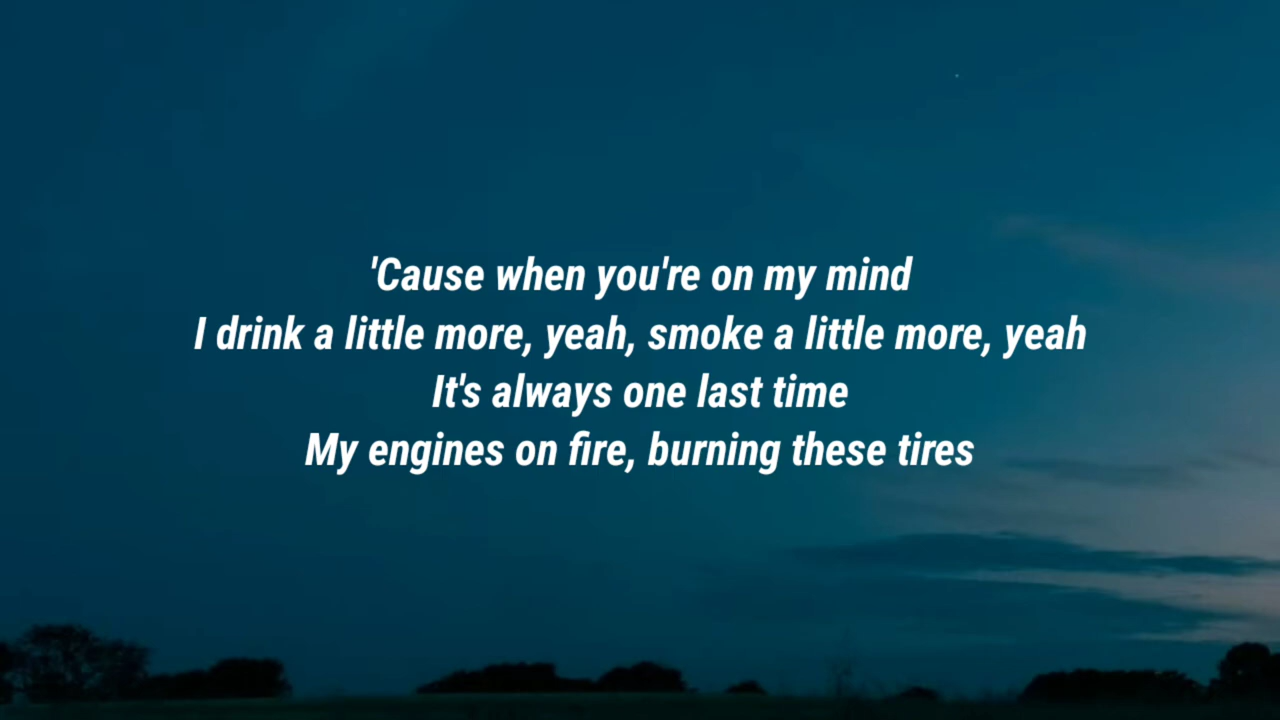 'Cause when you're on my mind
I drink a little more, yeah, smoke a little more, yeah
It's always one last time
My engines on fire, burning these tires